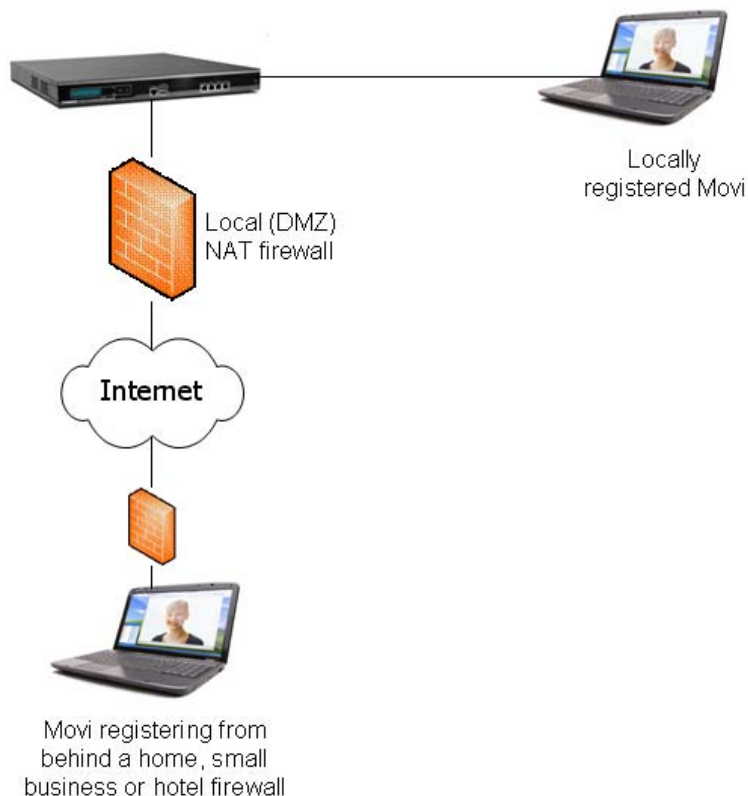 Locally
registered Movi
Local (DMZ)
NAT firewall
Internet
Movi registering from
behind a home, small
business or hotel firewall